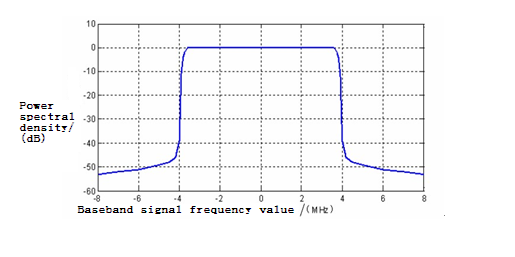 10
0
-10
-20
-30
-40
-50
-60
Power
spectral
density/
(dB)
-8 -6 -4 -2 0 2 4 6 8
Baseband signal frequency value /(MHz)